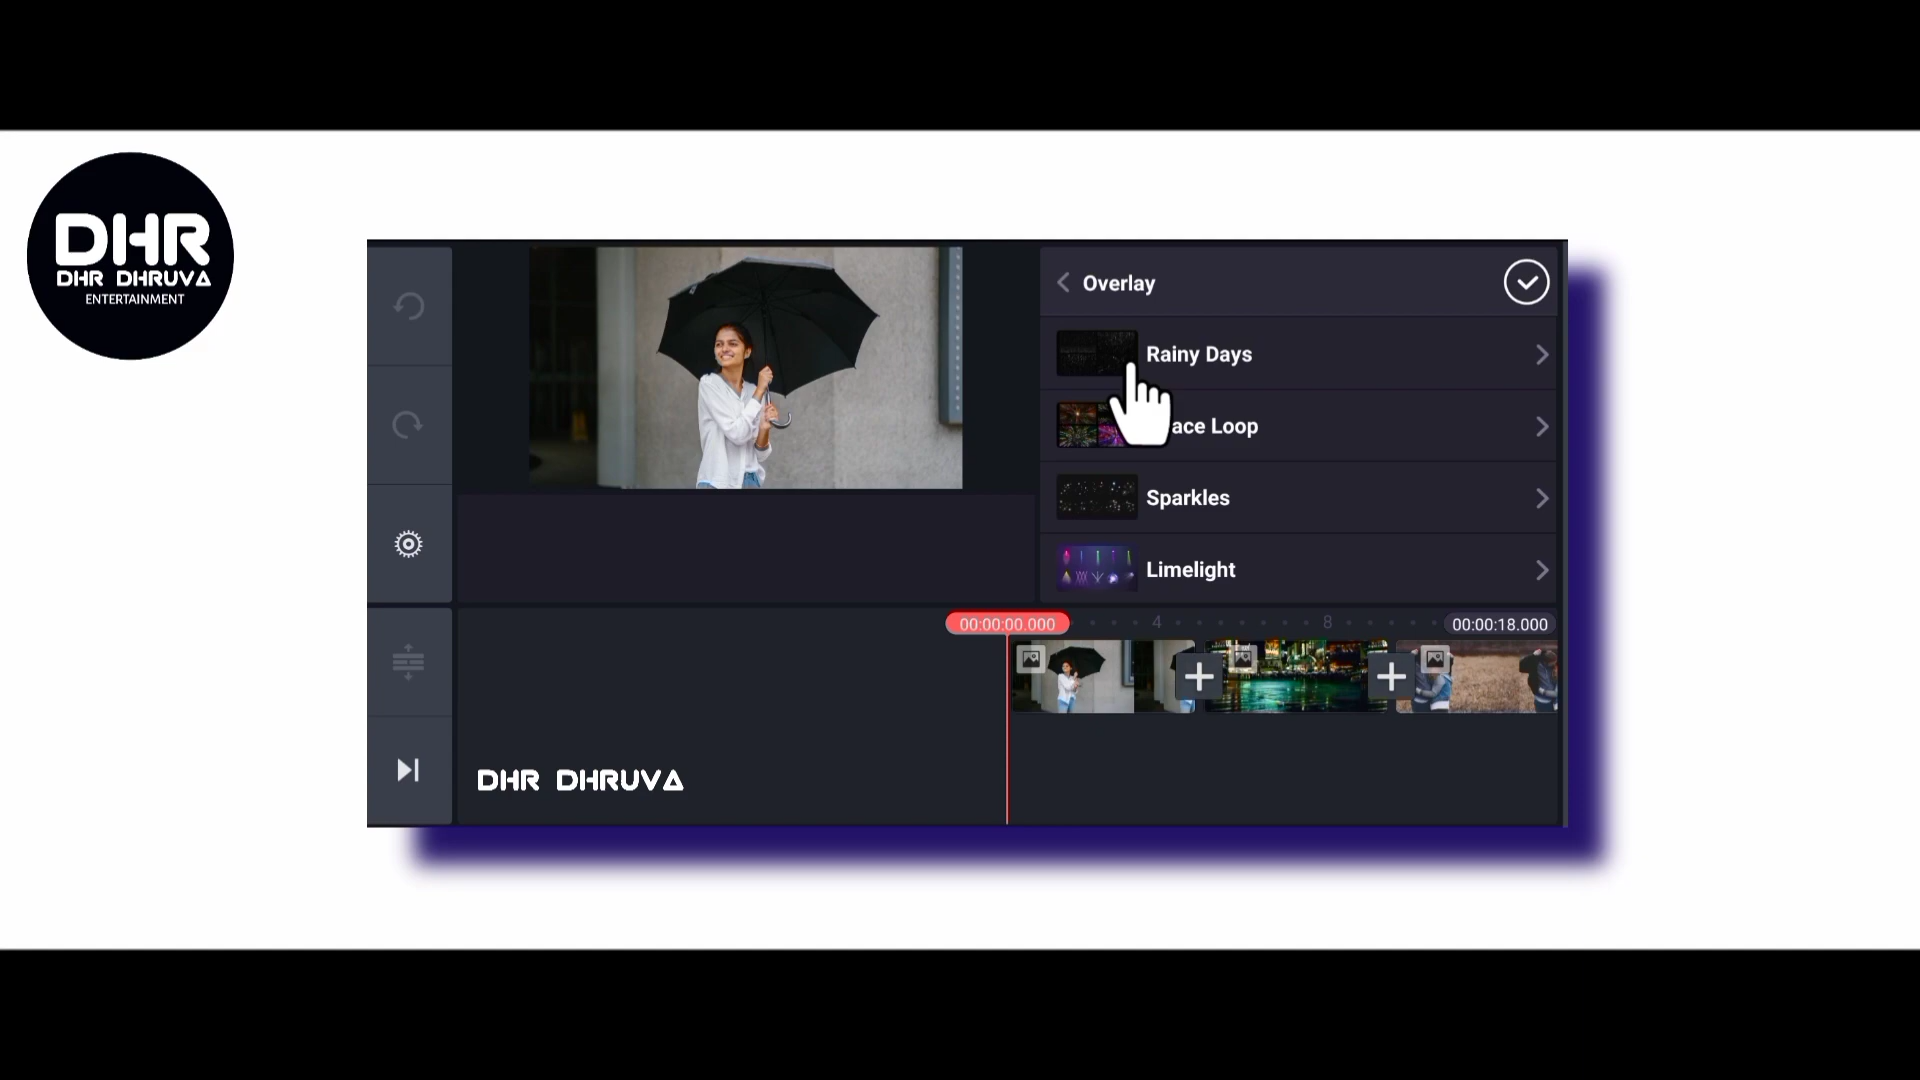 DHR
DHR DHRUVA
ENTERTAINMENT
Overlay
Rainy Days
ace Loop
Sparkles
Limelight
00:00:00.000
4
8
00:00:18.000
DHR DHRUVA